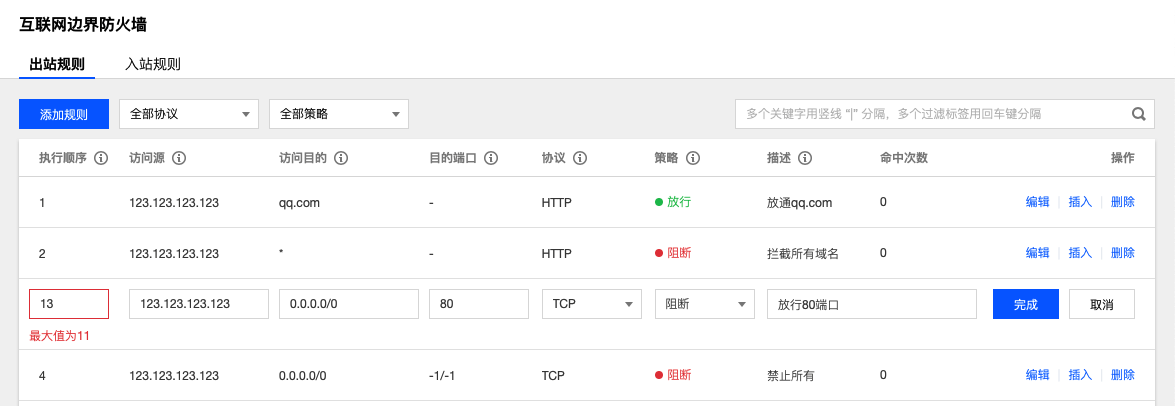 互联网边界防火墙
出站规则 入站规则
添加规则 全部协议 全部策略 多个关键字用竖线 “|” 分隔，多个过滤标签用回车键分隔
执行顺序 访问源 访问目的 目的端口 协议 策略 描述 命中次数 操作
1 123.123.123.123 qq.com - HTTP 放行 放通qq.com 0 编辑 插入 删除
2 123.123.123.123 * - HTTP 阻断 拦截所有域名 0 编辑 插入 删除
13 123.123.123.123 0.0.0.0/0 80 TCP 阻断 放行80端口 完成 取消
最大值为11
4 123.123.123.123 0.0.0.0/0 -1/-1 TCP 阻断 禁止所有 0 编辑 插入 删除